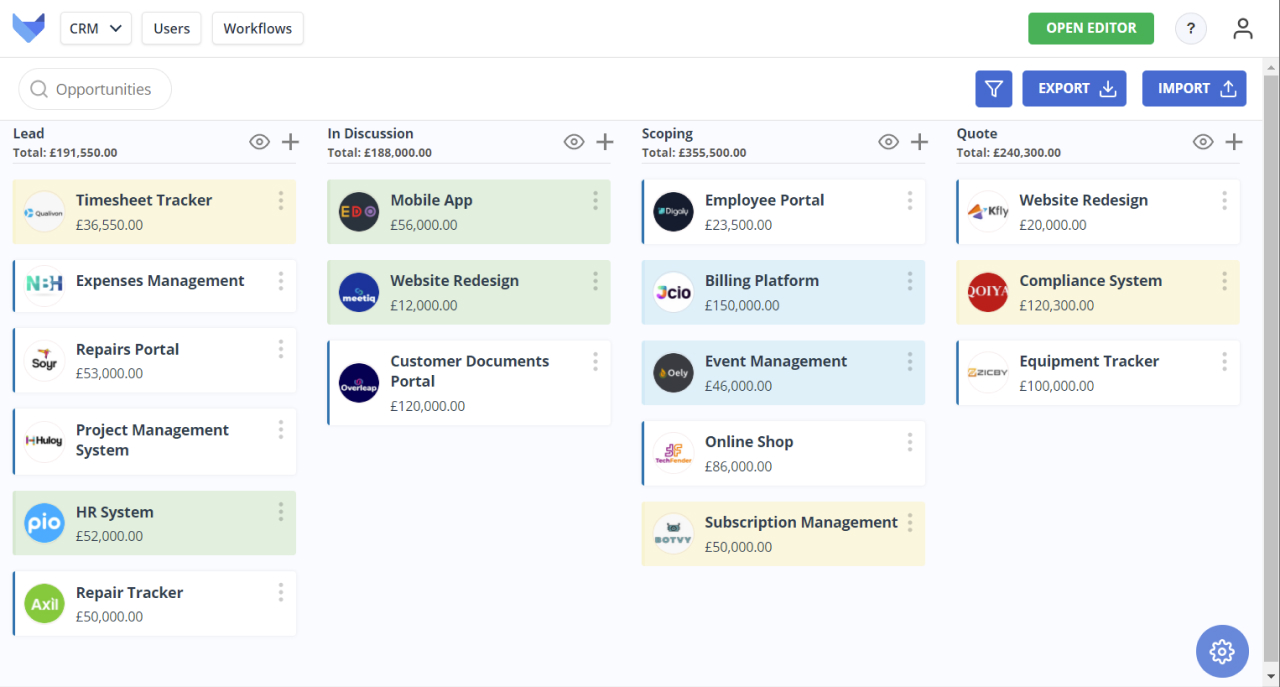 CRM
Users
Workflows
OPEN EDITOR
?
Opportunities
EXPORT
IMPORT
Lead
Total: £191,550.00
In Discussion
Total: £188,000.00
Scoping
Total: £355,500.00
Quote
Total: £240,300.00
Qualivon
Timesheet Tracker
£36,550.00
NBH
Expenses Management
Soyr
Repairs Portal
£53,000.00
Huloy
Project Management
System
pio
HR System
£52,000.00
Axil
Repair Tracker
£50,000.00
EDO
Mobile App
£56,000.00
meetiq
Website Redesign
£12,000.00
Overleap
Customer Documents
Portal
£120,000.00
Digaly
Employee Portal
£23,500.00
Jcio
Billing Platform
£150,000.00
Oely
Event Management
£46,000.00
TechFender
Online Shop
£86,000.00
BOTVY
Subscription Management
£50,000.00
Kfly
Website Redesign
£20,000.00
QOIYA
Compliance System
£120,300.00
ZICBY
Equipment Tracker
£100,000.00